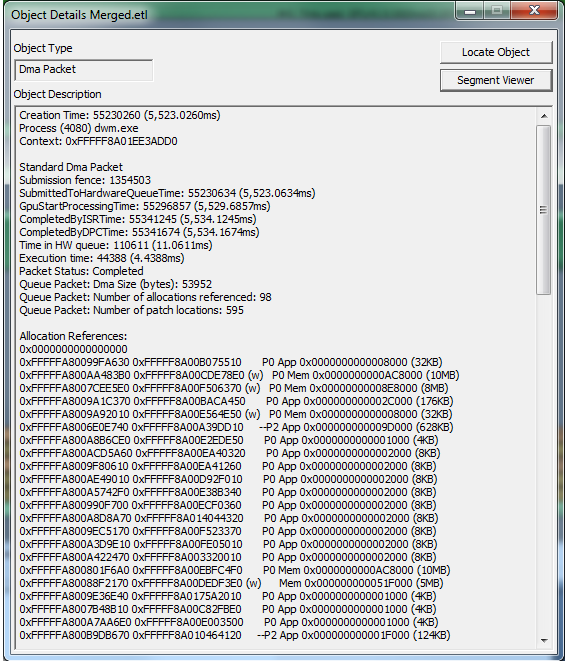 Object Details Merged.etl
Object Type
Locate Object
Dma Packet
Segment Viewer
Object Description
Creation Time: 55230260 (5,523.0260ms)
Process (4080) dwm.exe
Context: 0xFFFFF8A01EE3ADD0
Standard Dma Packet
Submission fence: 1354503
SubmittedToHardwareQueueTime: 55230634 (5,523.0634ms)
GpuStartProcessingTime: 55296857 (5,529.6857ms)
CompletedByISRTime: 55341245 (5,534.1245ms)
CompletedByDPCTime: 55341674 (5,534.1674ms)
Time in HW queue: 110611 (11.0611ms)
Execution time: 44388 (4.4388ms)
Packet Status: Completed
Queue Packet: Dma Size (bytes): 53952
Queue Packet: Number of allocations referenced: 98
Queue Packet: Number of patch locations: 595
Allocation References:
0x0000000000000000
0xFFFFFA80099FA630 0xFFFFF8A00B075510 P0 App 0x0000000000008000 (32KB)
0xFFFFFA800AA483B0 0xFFFFF8A00CDE78E0 (w) P0 Mem 0x0000000000AC8000 (10MB)
0xFFFFFA8007CEE5E0 0xFFFFF8A00F506370 (w) P0 Mem 0x00000000008E8000 (8MB)
0xFFFFFA8009A1C370 0xFFFFF8A00BACA450 P0 App 0x000000000002C000 (176KB)
0xFFFFFA8009A92010 0xFFFFF8A00E564E50 (w) P0 Mem 0x0000000000008000 (32KB)
0xFFFFFA8006E0E740 0xFFFFF8A00A39DD10 --P2 App 0x000000000009D000 (628KB)
0xFFFFFA800A8B6CE0 0xFFFFF8A00E2EDE50 P0 App 0x0000000000001000 (4KB)
0xFFFFFA800ACD5A60 0xFFFFF8A00EA40320 P0 App 0x0000000000002000 (8KB)
0xFFFFFA8009F80610 0xFFFFF8A00EA41260 P0 App 0x0000000000002000 (8KB)
0xFFFFFA800AE49010 0xFFFFF8A00D92F010 P0 App 0x0000000000002000 (8KB)
0xFFFFFA800A5742F0 0xFFFFF8A00E38B340 P0 App 0x0000000000002000 (8KB)
0xFFFFFA800990F700 0xFFFFF8A00ECF0360 P0 App 0x0000000000002000 (8KB)
0xFFFFFA800A8D8A70 0xFFFFF8A014044320 P0 App 0x0000000000002000 (8KB)
0xFFFFFA8009EC5170 0xFFFFF8A00F523370 P0 App 0x0000000000002000 (8KB)
0xFFFFFA800A3D9E10 0xFFFFF8A00FE05010 P0 App 0x0000000000002000 (8KB)
0xFFFFFA800A422470 0xFFFFF8A003320010 P0 App 0x0000000000002000 (8KB)
0xFFFFFA800801F6A0 0xFFFFF8A00EBFC4F0 P0 Mem 0x0000000000AC8000 (10MB)
0xFFFFFA80088F2170 0xFFFFF8A00DEDF3E0 (w) Mem 0x000000000051F000 (5MB)
0xFFFFFA8009E36E40 0xFFFFF8A0175A2010 P0 App 0x0000000000001000 (4KB)
0xFFFFFA8007B48B10 0xFFFFF8A00C82FBE0 P0 App 0x0000000000001000 (4KB)
0xFFFFFA800A7AA6E0 0xFFFFF8A00E003500 P0 App 0x0000000000001000 (4KB)
0xFFFFFA800B9DB670 0xFFFFF8A010464120 --P2 App 0x000000000001F000 (124KB)